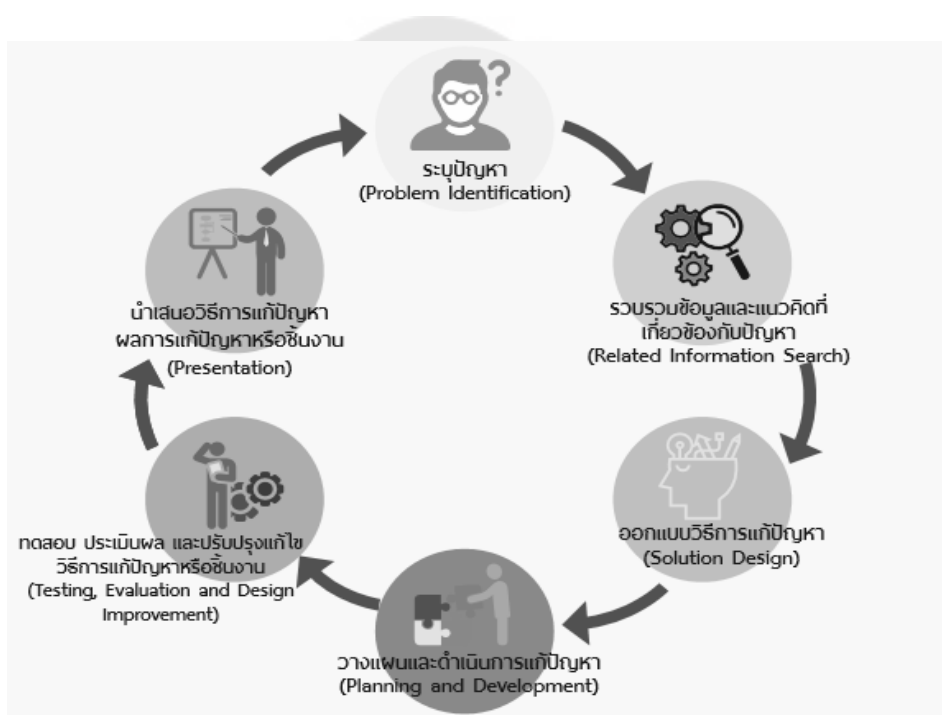 ระบุปัญหา
(Problem Identification)
รวบรวมข้อมูลและแนวคิดที่
เกี่ยวข้องกับปัญหา
(Related Information Search)
ออกแบบวิธีการแก้ปัญหา
(Solution Design)
วางแผนและดำเนินการแก้ปัญหา
(Planning and Development)
ทดสอบ ประเมินผล และปรับปรุงแก้ไข
วิธีการแก้ปัญหาหรือชิ้นงาน
(Testing, Evaluation and Design
Improvement)
นำเสนอวิธีการแก้ปัญหา
ผลการแก้ปัญหาหรือชิ้นงาน
(Presentation)